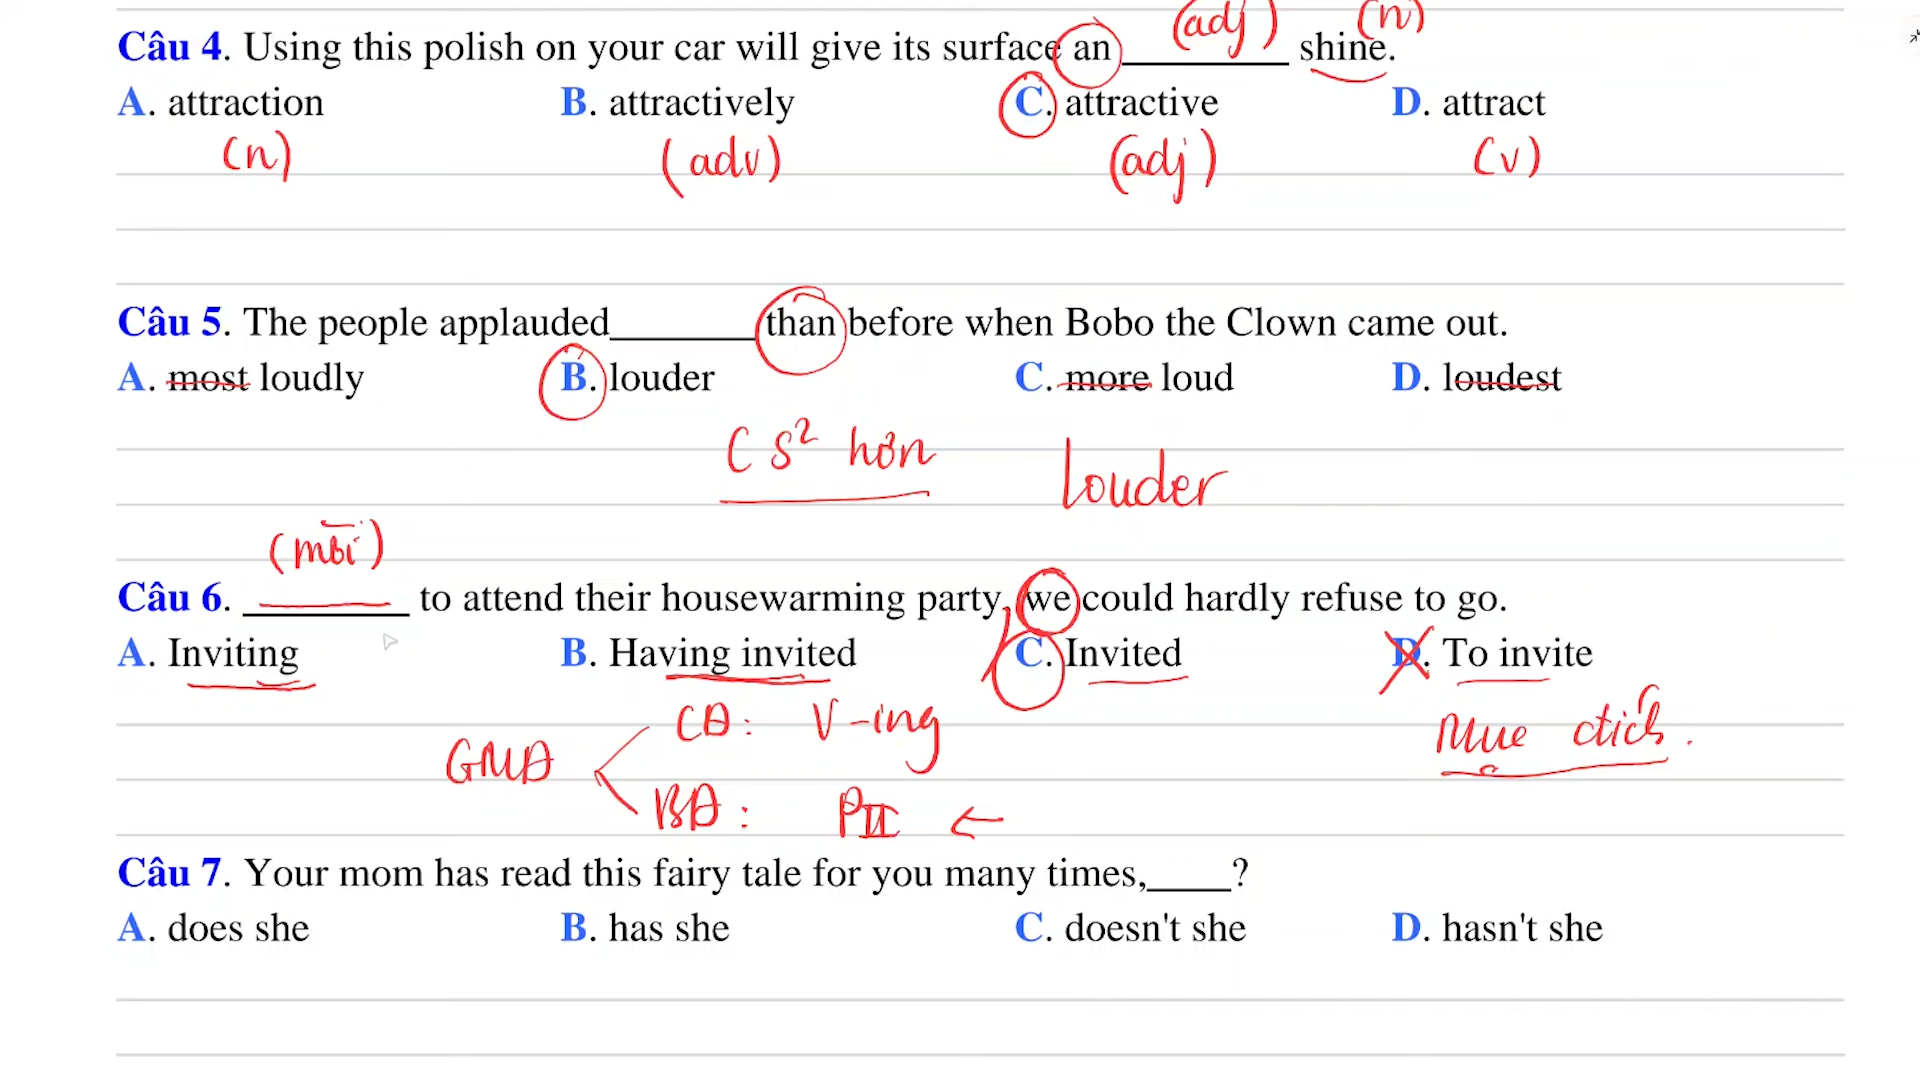 (adj) (n)
Câu 4. Using this polish on your car will give its surface an__________ shine.
A. attraction B. attractively C. attractive D. attract
(n) (adv) (adj) (v)
Câu 5. The people applauded_________ than before when Bobo the Clown came out.
A. most loudly B. louder C. more loud D. loudest
(S² hơn louder
(mời)
Câu 6. __________ to attend their housewarming party, we could hardly refuse to go.
A. Inviting B. Having invited C. Invited D. To invite
CĐ: V-ing
GMĐ Mục đích.
BĐ: PII ←
Câu 7. Your mom has read this fairy tale for you many times,_____?
A. does she B. has she C. doesn't she D. hasn't she